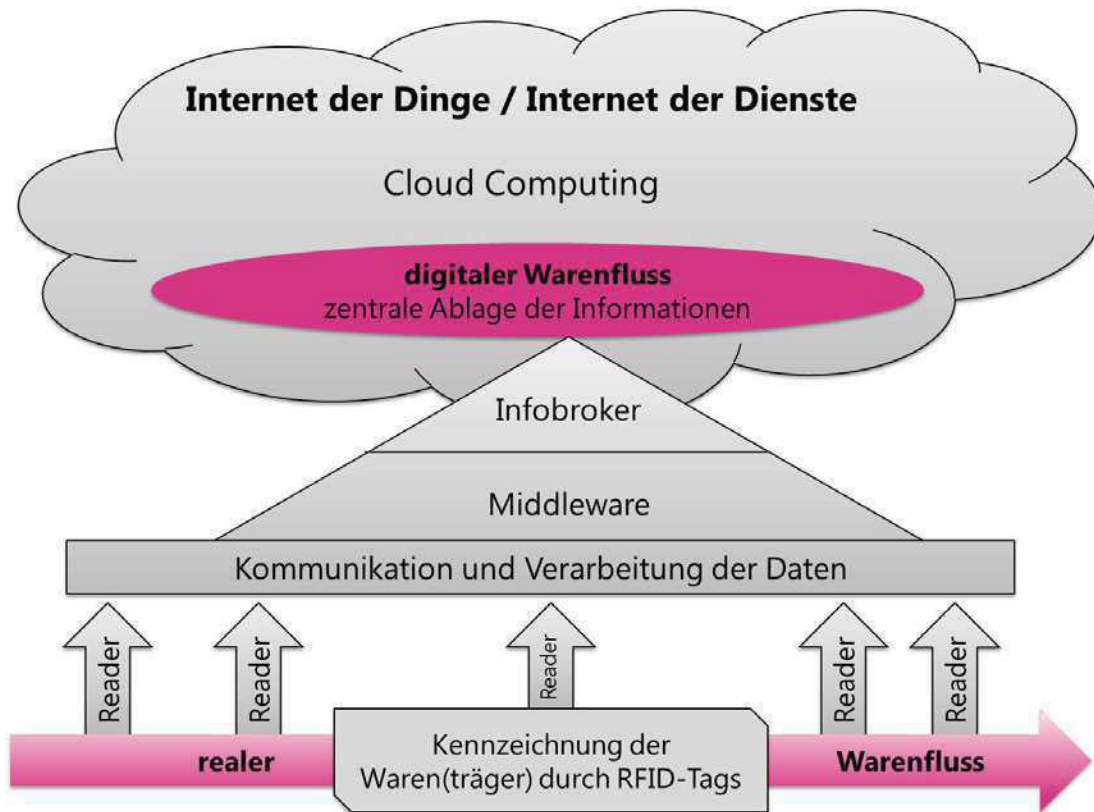 Internet der Dinge / Internet der Dienste
Cloud Computing
digitaler Warenfluss
zentrale Ablage der Informationen
Infobroker
Middleware
Kommunikation und Verarbeitung der Daten
Reader
Reader
Reader
Reader
Reader
realer
Kennzeichnung der
Waren(träger) durch RFID-Tags
Warenfluss